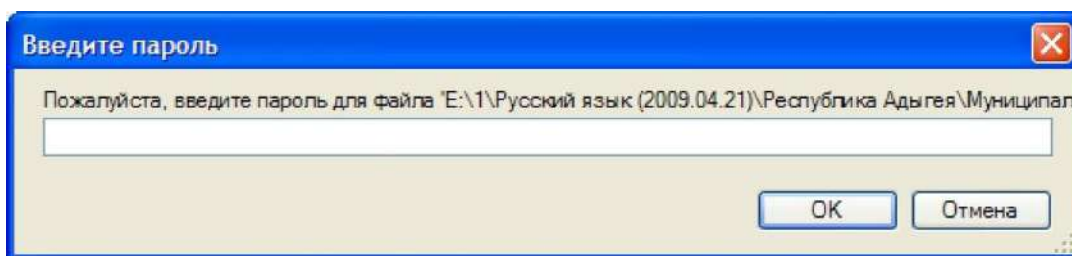 Введите пароль
Пожалуйста, введите пароль для файла "E:\1\Русский язык (2009.04.21)\Республика Адыгея\Муниципал
OK
Отмена